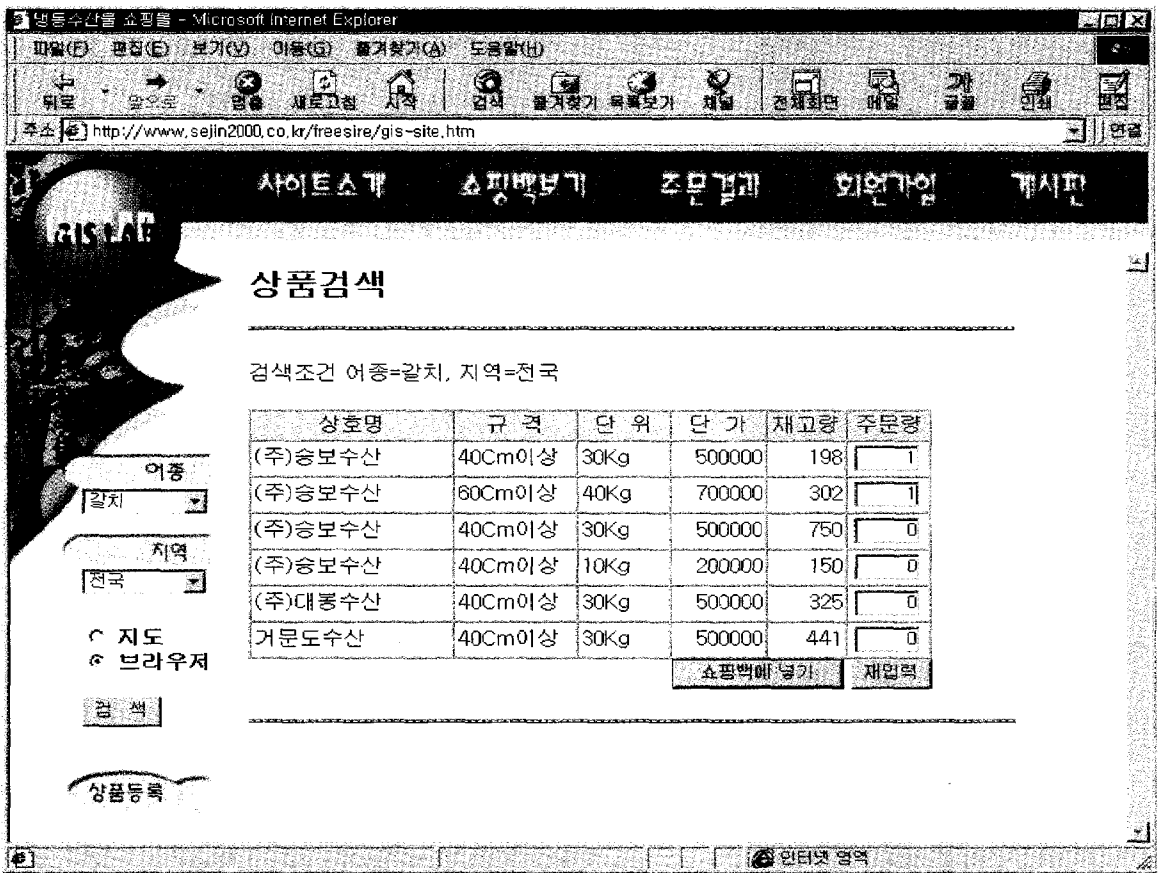 냉동수산물 쇼핑몰 - Microsoft Internet Explorer
파일(F) 편집(E) 보기(V) 이동(G) 즐겨찾기(A) 도움말(H)
뒤로 앞으로 멈춤 새로고침 시작 검색 즐겨찾기 목록보기 채널 전체화면 메일 글꼴 인쇄 편집
주소 http://www.sejin2000.co.kr/freesire/gis-site.htm 연결
사이트소개 쇼핑백보기 주문결과 회원가입 게시판
GIS LAB
상품검색
검색조건 어종=갈치, 지역=전국
상호명 규 격 단 위 단 가 재고량 주문량
(주)승보수산 40Cm이상 30Kg 500000 198 1
(주)승보수산 60Cm이상 40Kg 700000 302 1
(주)승보수산 40Cm이상 30Kg 500000 750 0
(주)승보수산 40Cm이상 10Kg 200000 150 0
(주)대봉수산 40Cm이상 30Kg 500000 325 0
거문도수산 40Cm이상 30Kg 500000 441 0
쇼핑백에 넣기 재입력
어종
갈치
지역
전국
지도
브라우저
검 색
상품등록
인터넷 영역